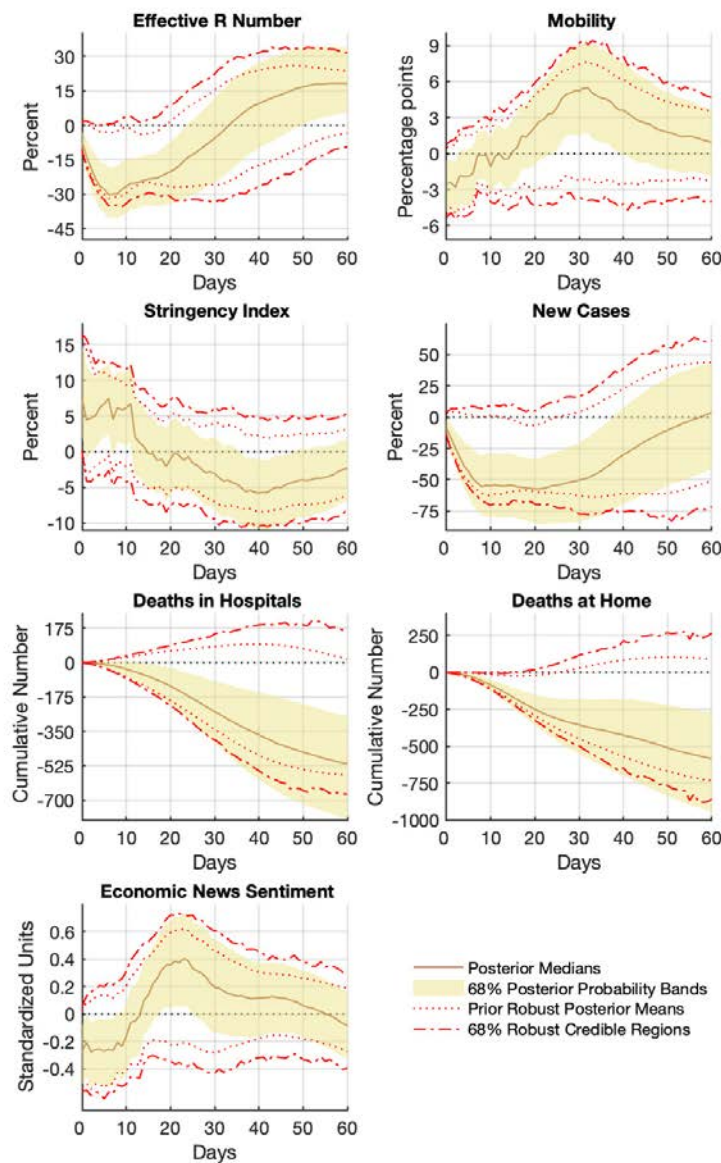 Effective R Number
Percent
30
15
0
-15
-30
-45
0 10 20 30 40 50 60
Days
Mobility
Percentage points
9
6
3
0
-3
-6
0 10 20 30 40 50 60
Days
Stringency Index
Percent
15
10
5
0
-5
-10
0 10 20 30 40 50 60
Days
New Cases
Percent
50
25
0
-25
-50
-75
0 10 20 30 40 50 60
Days
Deaths in Hospitals
Cumulative Number
175
0
-175
-350
-525
-700
0 10 20 30 40 50 60
Days
Deaths at Home
Cumulative Number
250
0
-250
-500
-750
-1000
0 10 20 30 40 50 60
Days
Economic News Sentiment
Standardized Units
0.6
0.4
0.2
0
-0.2
-0.4
0 10 20 30 40 50 60
Days
Posterior Medians
68% Posterior Probability Bands
Prior Robust Posterior Means
68% Robust Credible Regions